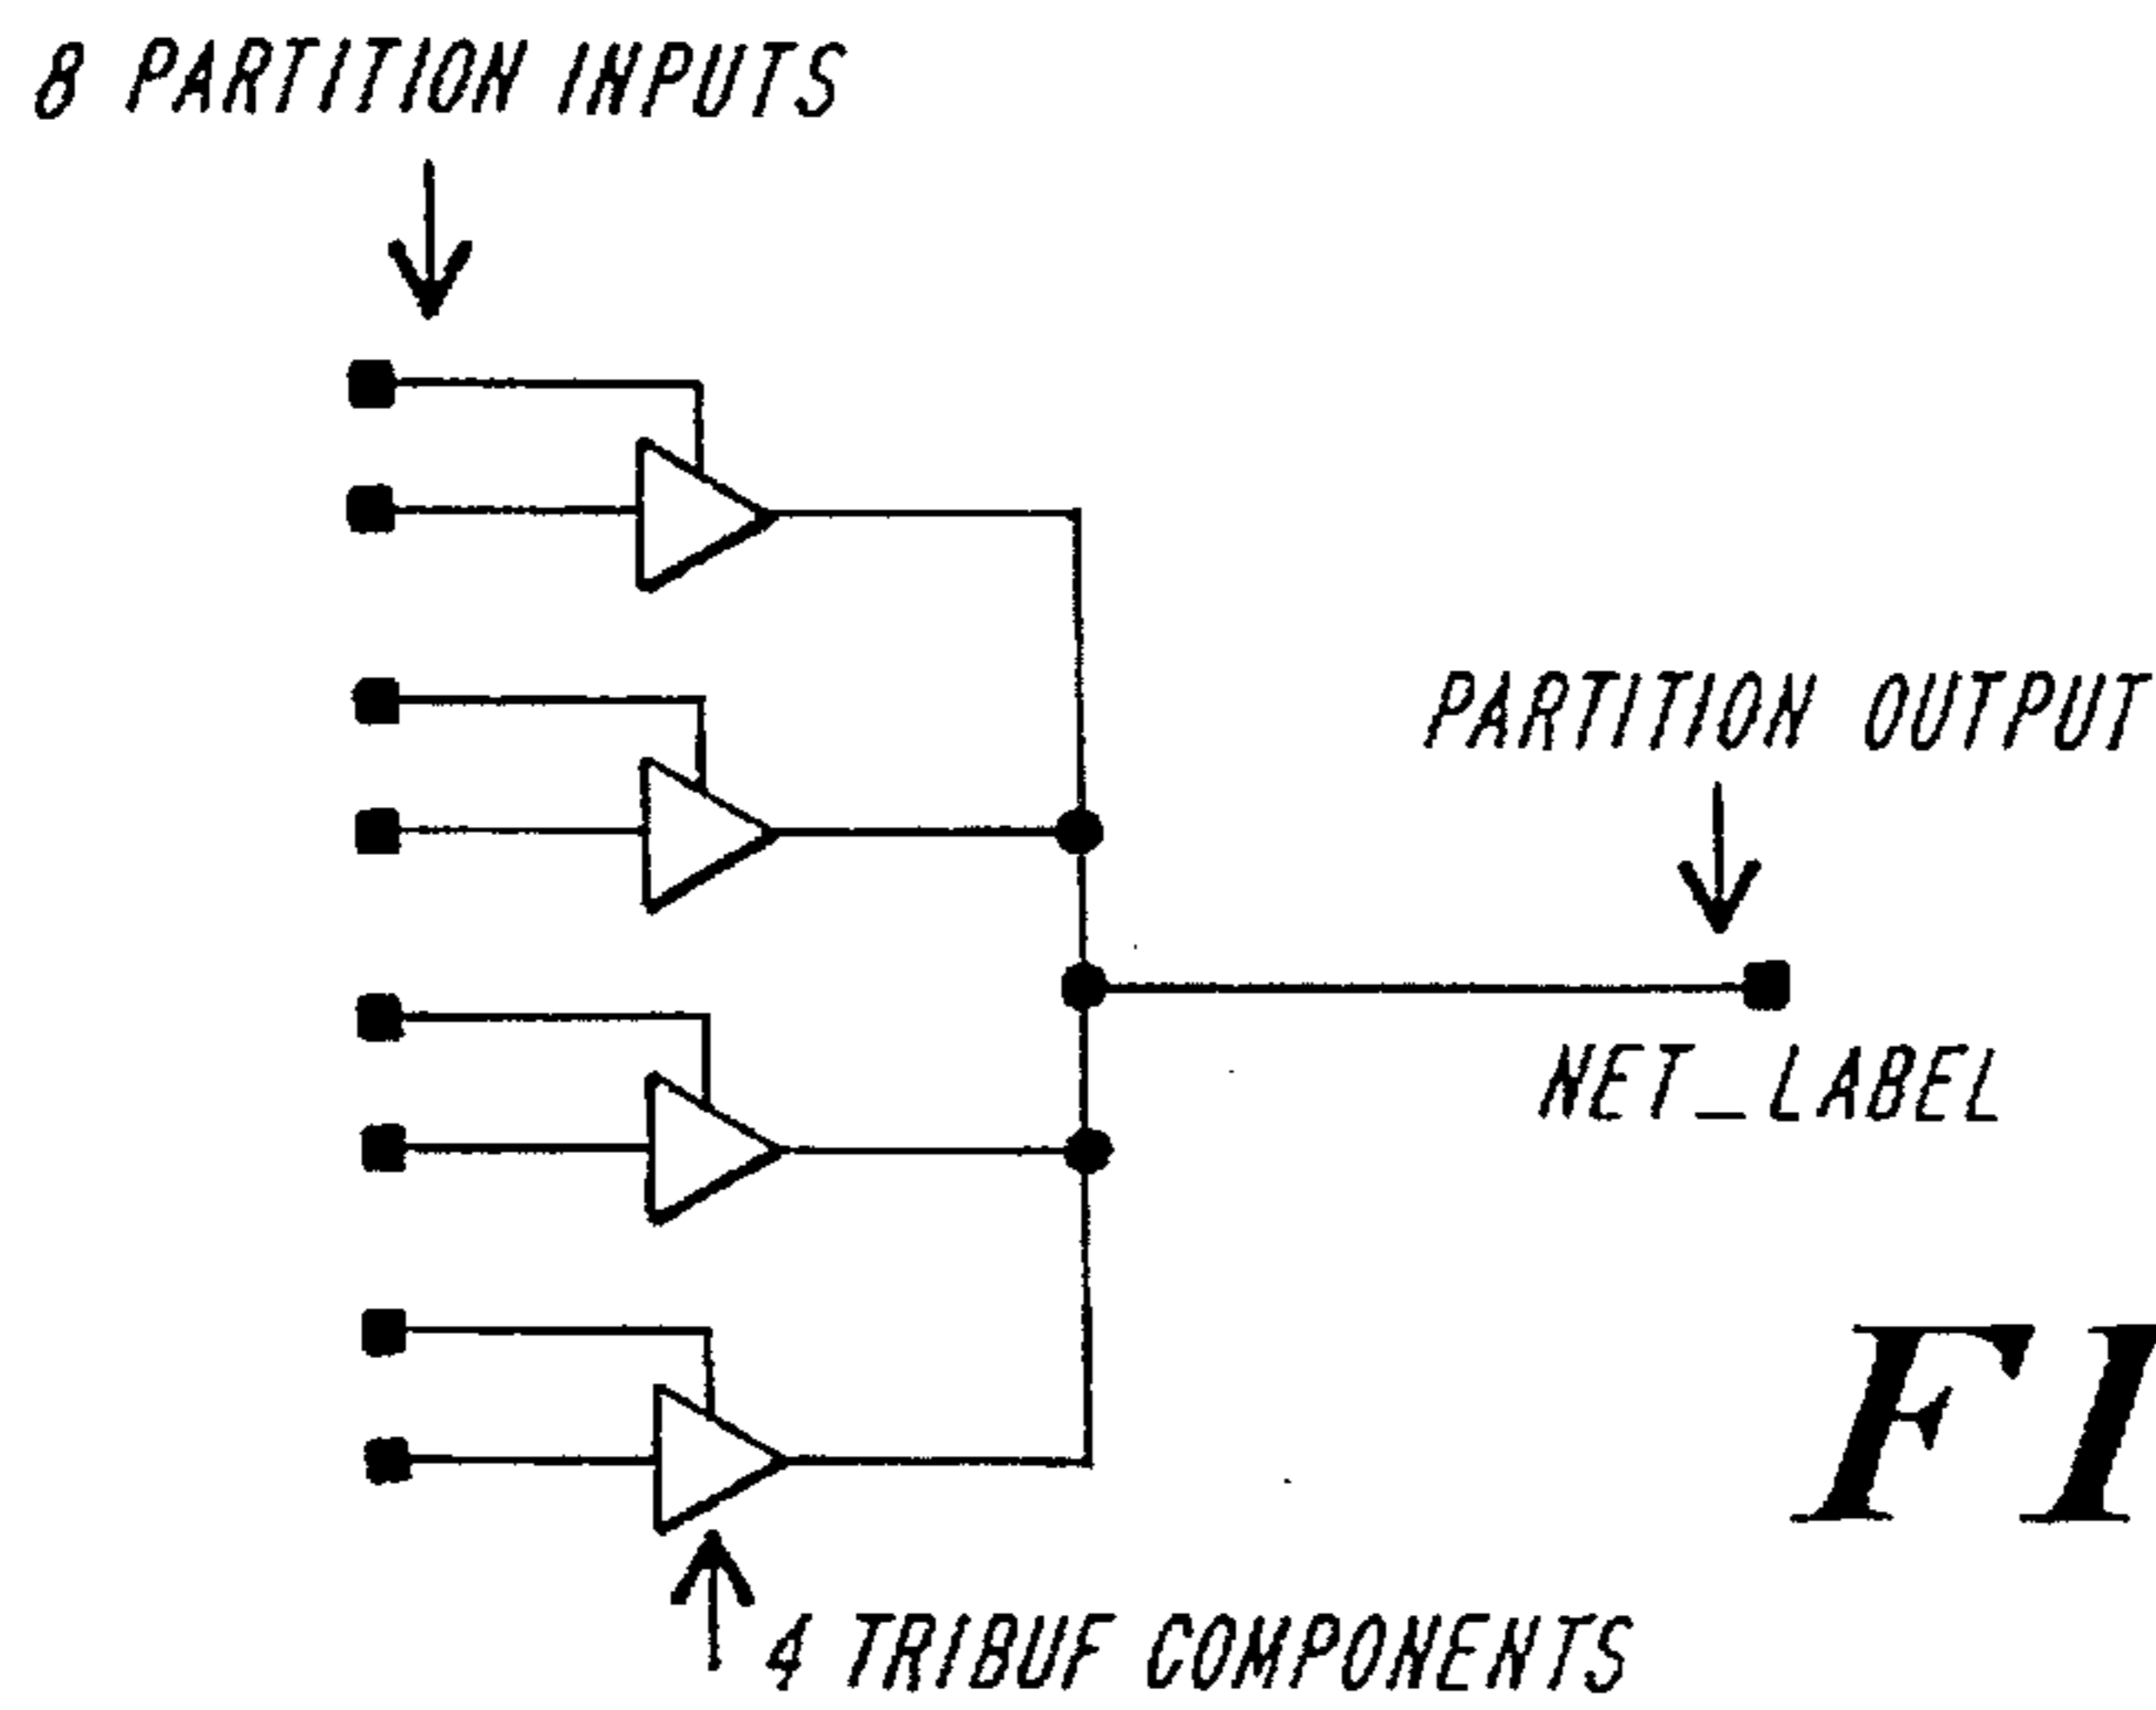 8 PARTITION INPUTS
PARTITION OUTPUT
NET_LABEL
FI
4 TRIBUF COMPONENTS